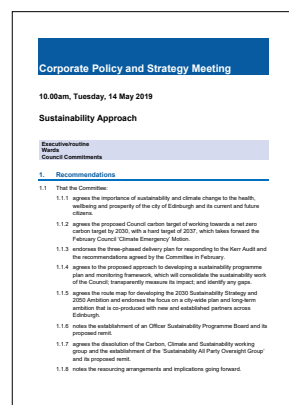 Corporate Policy and Strategy Meeting
10.00am, Tuesday, 14 May 2019
Sustainability Approach
Executive/routine
Wards
Council Commitments
1. Recommendations
1.1 That the Committee:
1.1.1 agrees the importance of sustainability and climate change to the health,
wellbeing and prosperity of the city of Edinburgh and its current and future
citizens.
1.1.2 agrees the proposed Council carbon target of working towards a net zero
carbon target by 2030, with a hard target of 2037, which takes forward the
February Council 'Climate Emergency' Motion.
1.1.3 endorses the three-phased delivery plan for responding to the Kerr Audit and
the recommendations agreed by the Committee in February.
1.1.4 agrees to the proposed approach to developing a sustainability programme
plan and monitoring framework, which will consolidate the sustainability work
of the Council; transparently measure its impact; and identify any gaps.
1.1.5 agrees the route map for developing the 2030 Sustainability Strategy and
2050 Ambition and endorses the focus on a city-wide plan and long-term
ambition that is co-produced with new and established partners across
Edinburgh.
1.1.6 notes the establishment of an Officer Sustainability Programme Board and its
proposed remit.
1.1.7 agrees the dissolution of the Carbon, Climate and Sustainability working
group and the establishment of the 'Sustainability All Party Oversight Group'
and its proposed remit.
1.1.8 notes the resourcing arrangements and implications going forward.